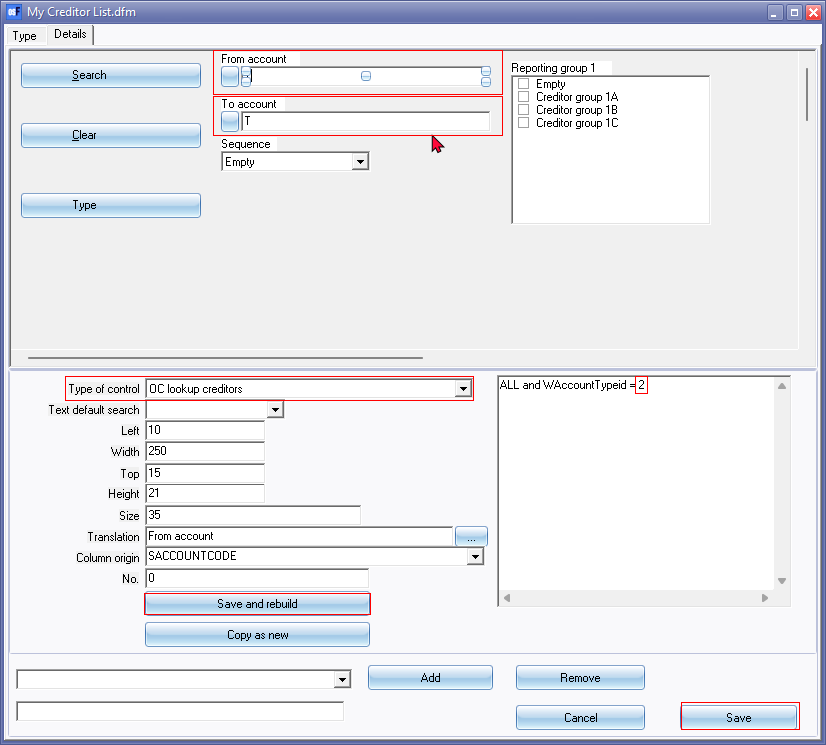 My Creditor List.dfm
Type
Details
Search
Clear
Type
From account
To account
T
Sequence
Empty
Reporting group 1
Empty
Creditor group 1A
Creditor group 1B
Creditor group 1C
Type of control
OC lookup creditors
Text default search
Left
10
Width
250
Top
15
Height
21
Size
35
Translation
From account
...
Column origin
SACCOUNTCODE
No.
0
Save and rebuild
Copy as new
ALL and WAccountTypeid = 2
Add
Remove
Cancel
Save